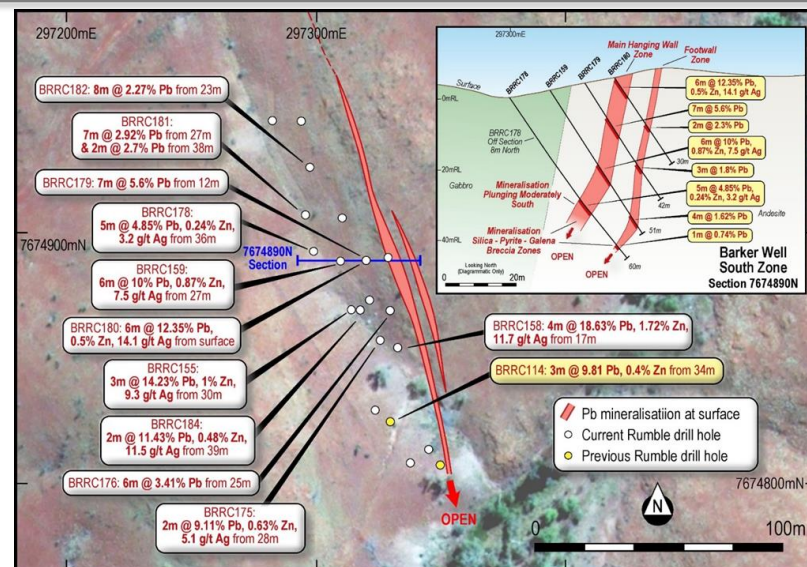 297200mE
297300mE
BRRC182: 8m @ 2.27% Pb from 23m
BRRC181:
7m @ 2.92% Pb from 27m
& 2m @ 2.7% Pb from 38m
BRRC179: 7m @ 5.6% Pb from 12m
BRRC178:
5m @ 4.85% Pb, 0.24% Zn,
3.2 g/t Ag from 36m
7674900mN
7674890N
Section
BRRC159:
6m @ 10% Pb, 0.87% Zn,
7.5 g/t Ag from 27m
BRRC180: 6m @ 12.35% Pb,
0.5% Zn, 14.1 g/t Ag from surface
BRRC155:
3m @ 14.23% Pb, 1% Zn,
9.3 g/t Ag from 30m
BRRC184:
2m @ 11.43% Pb, 0.48% Zn,
11.5 g/t Ag from 39m
BRRC176: 6m @ 3.41% Pb from 25m
BRRC175:
2m @ 9.11% Pb, 0.63% Zn,
5.1 g/t Ag from 28m
BRRC158: 4m @ 18.63% Pb, 1.72% Zn,
11.7 g/t Ag from 17m
BRRC114: 3m @ 9.81 Pb, 0.4% Zn from 34m
Pb mineralisatiion at surface
Current Rumble drill hole
Previous Rumble drill hole
7674800mN
N
OPEN
0
100m
297300mE
Main Hanging Wall
Zone
Footwall
Zone
BRRC178
BRRC159
BRRC179
BRRC180
Surface
0mRL
6m @ 12.35% Pb,
0.5% Zn, 14.1 g/t Ag
7m @ 5.6% Pb
2m @ 2.3% Pb
BRRC178
Off Section
8m North
6m @ 10% Pb,
0.87% Zn, 7.5 g/t Ag
30m
3m @ 1.8% Pb
20mRL
Gabbro
Mineralisation
Plunging Moderately
South
5m @ 4.85% Pb,
0.24% Zn, 3.2 g/t Ag
42m
4m @ 1.62% Pb
Andesite
51m
1m @ 0.74% Pb
40mRL
Mineralisation
Silica - Pyrite - Galena
Breccia Zones
OPEN
OPEN
60m
Looking North
(Diagrammatic Only)
0
20m
Barker Well
South Zone
Section 7674890N